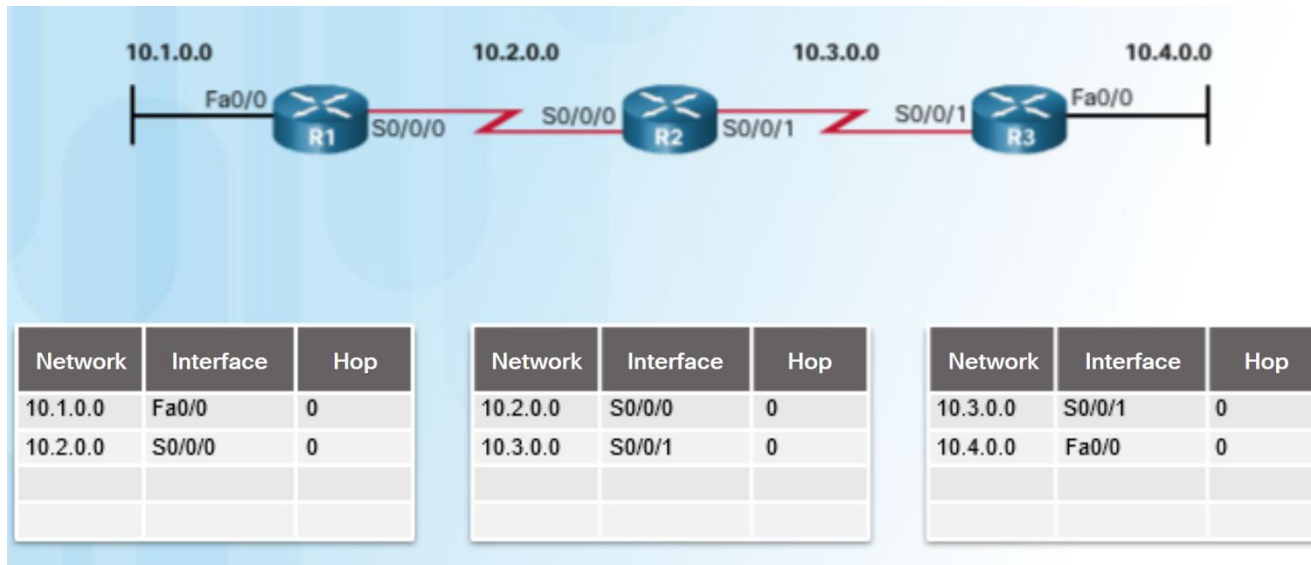 10.1.0.0 10.2.0.0 10.3.0.0 10.4.0.0
Fa0/0 R1 S0/0/0 S0/0/0 R2 S0/0/1 S0/0/1 R3 Fa0/0
Network Interface Hop
10.1.0.0 Fa0/0 0
10.2.0.0 S0/0/0 0
Network Interface Hop
10.2.0.0 S0/0/0 0
10.3.0.0 S0/0/1 0
Network Interface Hop
10.3.0.0 S0/0/1 0
10.4.0.0 Fa0/0 0